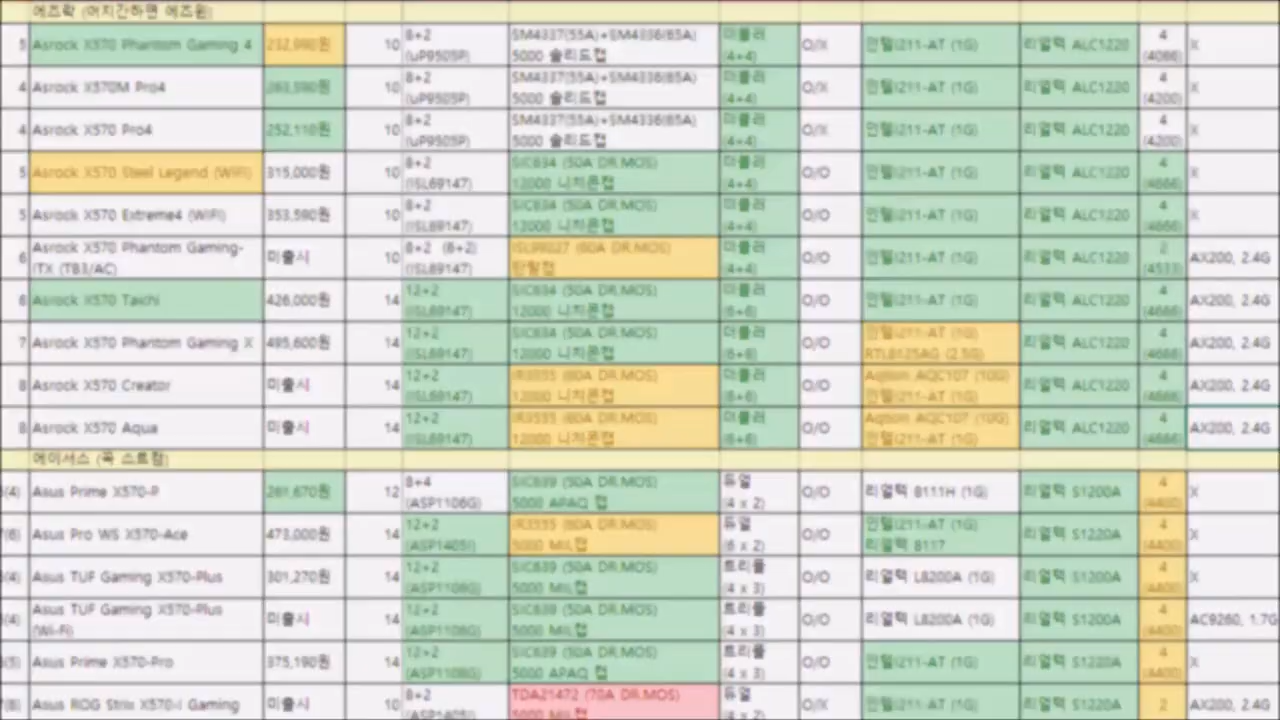 에즈락 (어지간하면 에즈윈)
5 Asrock X570 Phantom Gaming 4 232,990원 10 8+2 (uP9505P) SM4337(55A)+SM4336(65A) 5000 솔리드캡 더블러 (4+4) O/X 인텔I211-AT (1G) 리얼텍 ALC1220 4 X
4 Asrock X570M Pro4 10 8+2 (uP9505P) SM4337(55A)+SM4336(65A) 5000 솔리드캡 더블러 (4+4) O/X 인텔I211-AT (1G) 리얼텍 ALC1220 4 (4200) X
4 Asrock X570 Pro4 252,110원 10 8+2 (uP9505P) SM4337(55A)+SM4336(65A) 5000 솔리드캡 더블러 (4+4) O/X 인텔I211-AT (1G) 리얼텍 ALC1220 4 (4200) X
5 Asrock X570 Steel Legend (WiFi) 315,000원 10 8+2 (ISL69147) SIC634 (50A DR.MOS) 12000 니치콘캡 더블러 (4+4) O/O 인텔I211-AT (1G) 리얼텍 ALC1220 4 (4666) X
5 Asrock X570 Extreme4 (WiFi) 353,590원 10 8+2 (ISL69147) SIC634 (50A DR.MOS) 12000 니치콘캡 더블러 (4+4) O/O 인텔I211-AT (1G) 리얼텍 ALC1220 4 (4666) X
6 Asrock X570 Phantom Gaming-ITX (TB3/AC) 미출시 10 8+2 (6+2) (ISL69147) (60A DR.MOS) 탄탈캡 더블러 (4+4) O/O 인텔I211-AT (1G) 리얼텍 ALC1220 2 (4533) AX200, 2.4G
6 Asrock X570 Taichi 426,000원 14 12+2 (ISL69147) SIC634 (50A DR.MOS) 12000 니치콘캡 더블러 (6+6) O/O 인텔I211-AT (1G) 리얼텍 ALC1220 4 (4666) AX200, 2.4G
7 Asrock X570 Phantom Gaming X 495,600원 14 12+2 (ISL69147) SIC634 (50A DR.MOS) 12000 니치콘캡 더블러 (6+6) O/O 인텔I211-AT (1G) RTL8125AG (2.5G) 리얼텍 ALC1220 4 (4666) AX200, 2.4G
8 Asrock X570 Creator 미출시 14 12+2 (ISL69147) IR3555 (60A DR.MOS) 12000 니치콘캡 더블러 (6+6) O/O Aqtion AQC107 (10G) 인텔I211-AT (1G) 리얼텍 ALC1220 4 (4666) AX200, 2.4G
8 Asrock X570 Aqua 미출시 14 12+2 (ISL69147) IR3555 (60A DR.MOS) 12000 니치콘캡 더블러 (6+6) O/O Aqtion AQC107 (10G) 인텔I211-AT (1G) 리얼텍 ALC1220 4 (4666) AX200, 2.4G
에이서스 (꼭 스트잼)
(4) Asus Prime X570-P 281,670원 12 8+4 (ASP1106G) SIC639 (50A DR.MOS) 5000 APAQ 캡 듀얼 (4 x 2) O/O 리얼텍 8111H (1G) 리얼텍 S1200A 4 (4400) X
(6) Asus Pro WS X570-Ace 473,000원 14 12+2 (ASP1405I) IR3555 (60A DR.MOS) 5000 MIL캡 듀얼 (6 x 2) O/O 인텔I211-AT (1G) 리얼텍 8117 리얼텍 S1220A 4 (4400) X
(4) Asus TUF Gaming X570-Plus 301,270원 14 12+2 (ASP1106G) SIC639 (50A DR.MOS) 5000 MIL캡 트리플 (4 x 3) O/O 리얼텍 L8200A (1G) 리얼텍 S1200A 4 (4400) X
(4) Asus TUF Gaming X570-Plus (Wi-Fi) 미출시 14 12+2 (ASP1106G) SIC639 (50A DR.MOS) 5000 MIL캡 트리플 (4 x 3) O/O 리얼텍 L8200A (1G) 리얼텍 S1200A 4 (4400) AC9260, 1.7G
(5) Asus Prime X570-Pro 375,190원 14 12+2 (ASP1106G) SIC639 (50A DR.MOS) 5000 APAQ 캡 트리플 (4 x 3) O/O 인텔I211-AT (1G) 리얼텍 S1220A 4 (4400) X
(8) Asus ROG Strix X570-I Gaming 미출시 10 8+2 (ASP1405I) TDA21472 (70A DR.MOS) 5000 MIL캡 듀얼 (4 x 2) O/X 인텔I211-AT (1G) 리얼텍 S1220A 2 AX200, 2.4G